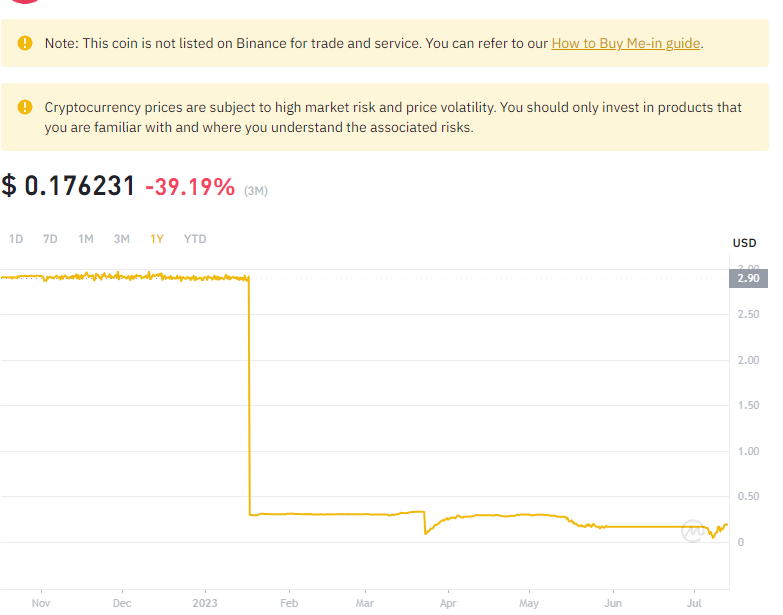 Note: This coin is not listed on Binance for trade and service. You can refer to our How to Buy Me-in guide.
Cryptocurrency prices are subject to high market risk and price volatility. You should only invest in products that
you are familiar with and where you understand the associated risks.
$ 0.176231 -39.19% (3M)
1D 7D 1M 3M 1Y YTD
USD
3.00
2.90
2.50
2.00
1.50
1.00
0.50
0
Nov Dec 2023 Feb Mar Apr May Jun Jul